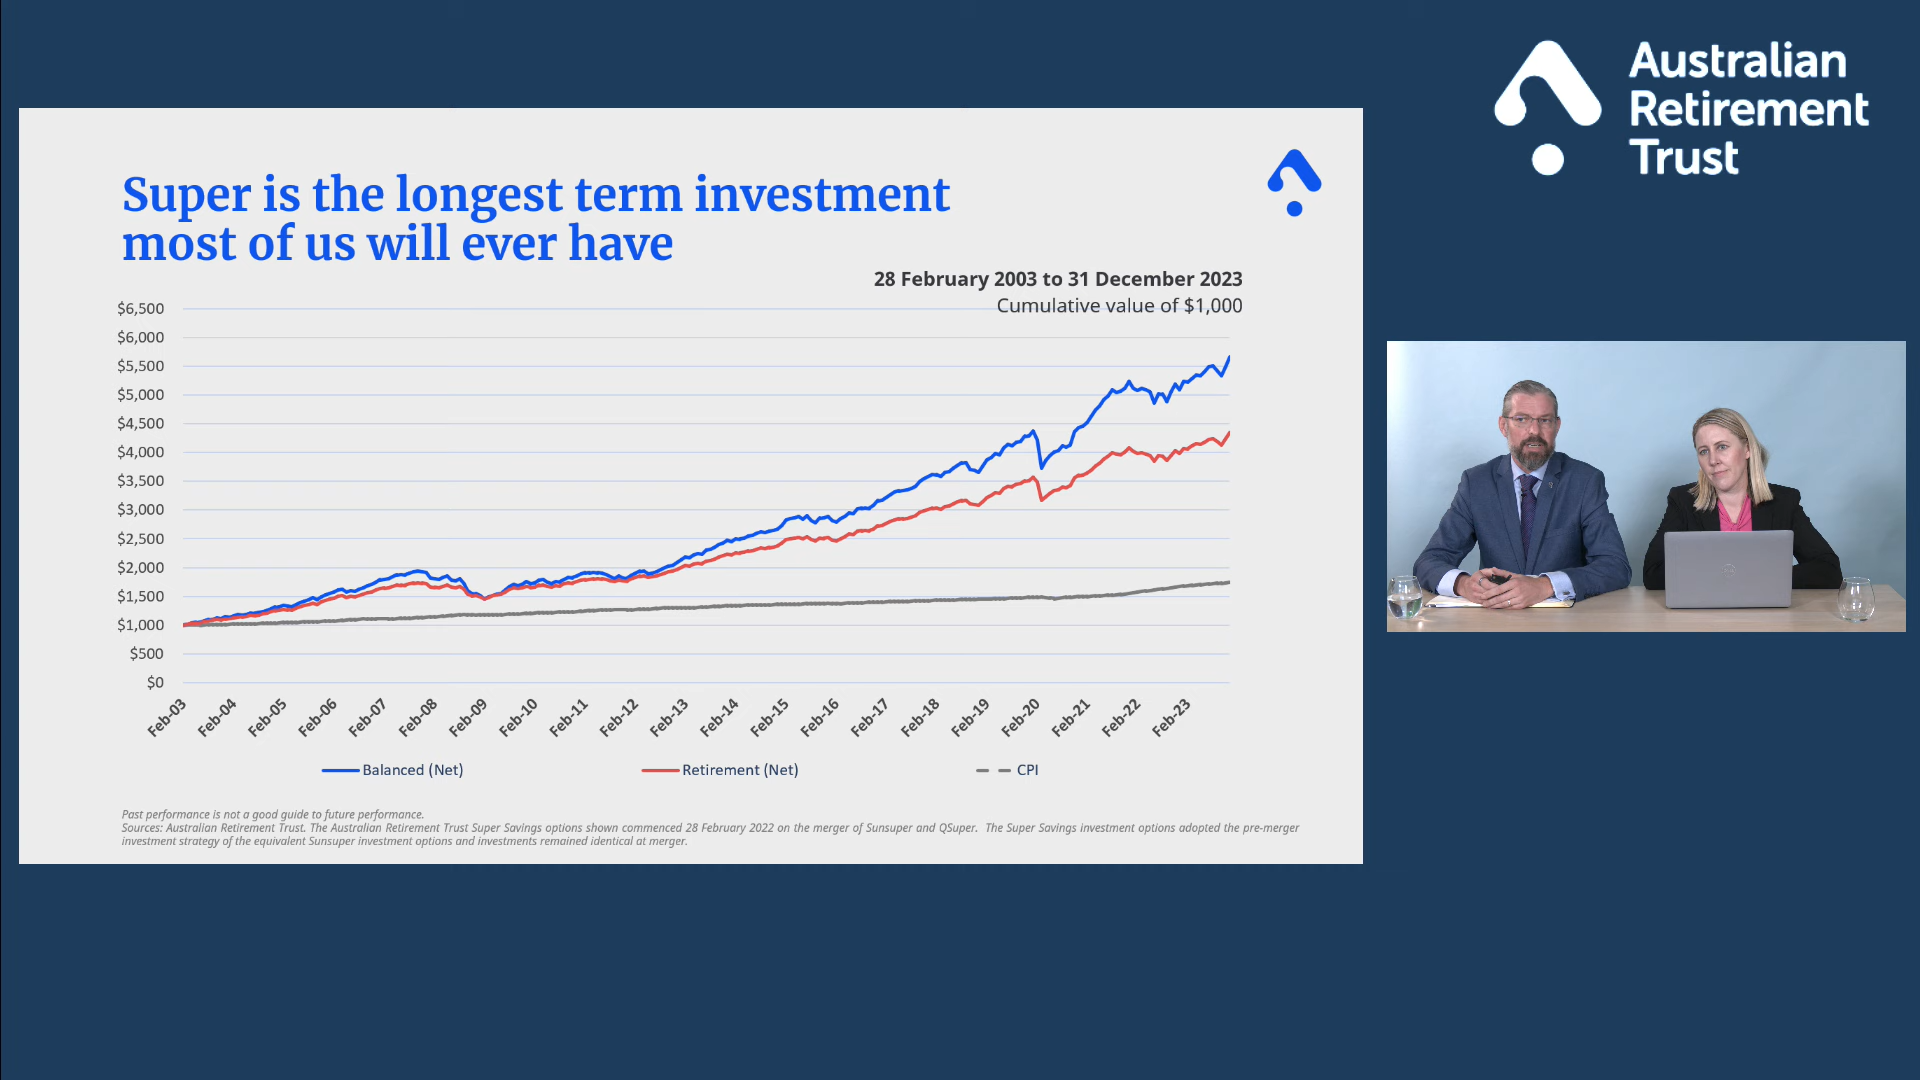 Australian
Retirement
Trust
Super is the longest term investment
most of us will ever have
28 February 2003 to 31 December 2023
Cumulative value of $1,000
$6,500
$6,000
$5,500
$5,000
$4,500
$4,000
$3,500
$3,000
$2,500
$2,000
$1,500
$1,000
$500
$0
Feb-03
Feb-04
Feb-05
Feb-06
Feb-07
Feb-08
Feb-09
Feb-10
Feb-11
Feb-12
Feb-13
Feb-14
Feb-15
Feb-16
Feb-17
Feb-18
Feb-19
Feb-20
Feb-21
Feb-22
Feb-23
Balanced (Net)
Retirement (Net)
CPI
Past performance is not a good guide to future performance.
Sources: Australian Retirement Trust. The Australian Retirement Trust Super Savings options shown commenced 28 February 2022 on the merger of Sunsuper and QSuper. The Super Savings investment options adopted the pre-merger
investment strategy of the equivalent Sunsuper investment options and investments remained identical at merger.